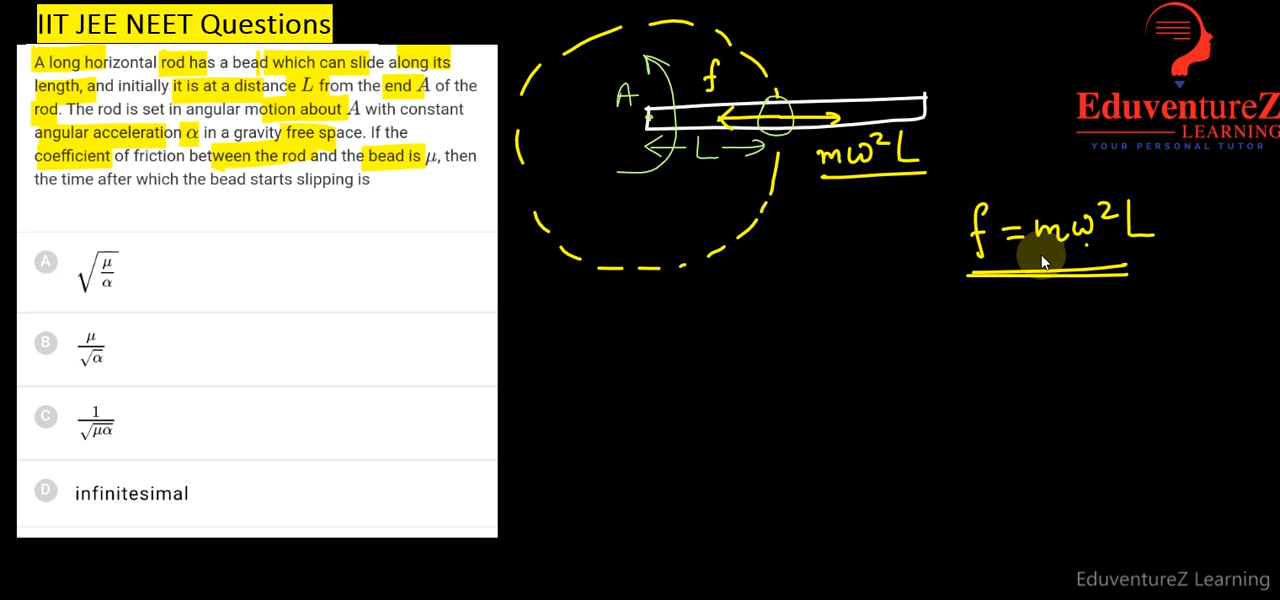 IIT JEE NEET Questions
A long horizontal rod has a bead which can slide along its
length, and initially it is at a distance L from the end A of the
rod. The rod is set in angular motion about A with constant
angular acceleration α in a gravity free space. If the
coefficient of friction between the rod and the bead is μ, then
the time after which the bead starts slipping is
A √(μ/α)
B μ/√α
C 1/√(μα)
D infinitesimal
f
A
L
mω²L
f = mω²L
EduventureZ
LEARNING
YOUR PERSONAL TUTOR
EduventureZ Learning